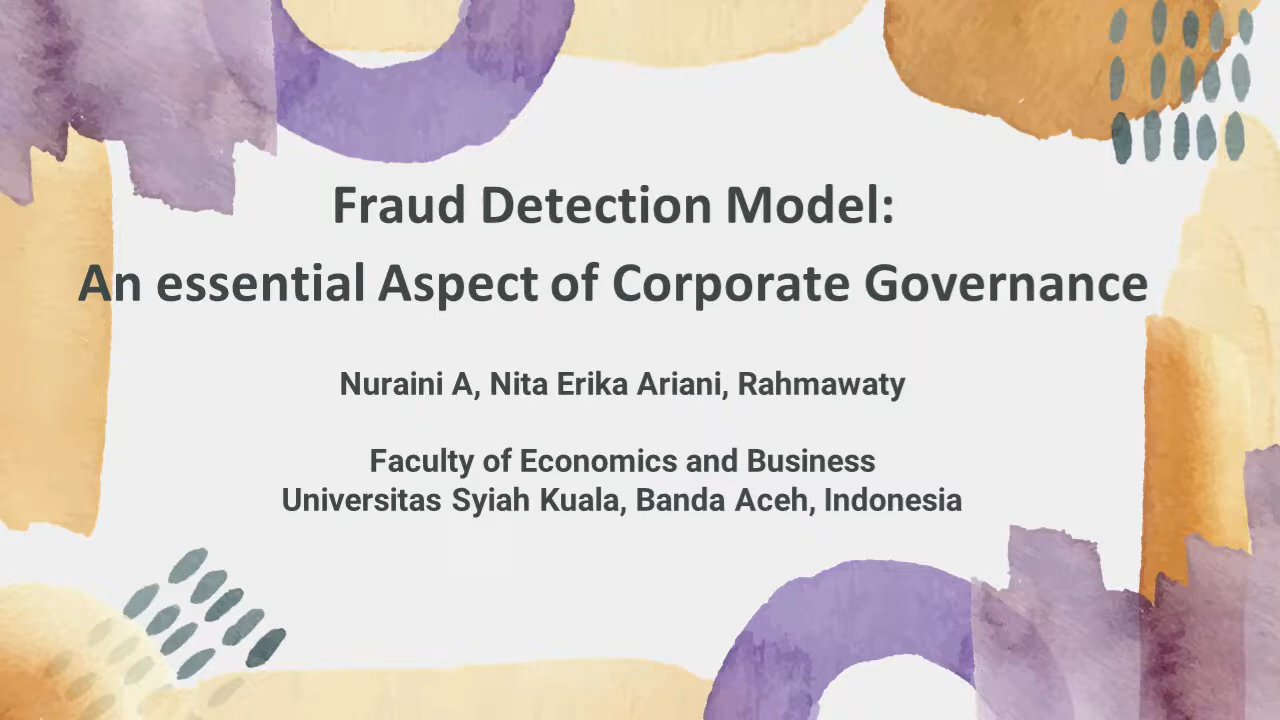 Fraud Detection Model:
An essential Aspect of Corporate Governance
Nuraini A, Nita Erika Ariani, Rahmawaty
Faculty of Economics and Business
Universitas Syiah Kuala, Banda Aceh, Indonesia